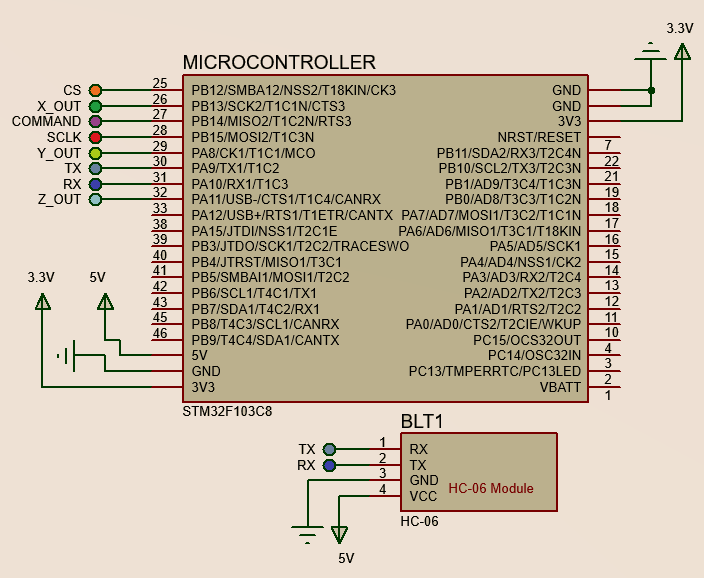 3.3V
MICROCONTROLLER
CS 25 PB12/SMBA12/NSS2/T18KIN/CK3 GND
X_OUT 26 PB13/SCK2/T1C1N/CTS3 GND
COMMAND 27 PB14/MISO2/T1C2N/RTS3 3V3
SCLK 28 PB15/MOSI2/T1C3N NRST/RESET
Y_OUT 29 PA8/CK1/T1C1/MCO PB11/SDA2/RX3/T2C4N 7
TX 30 PA9/TX1/T1C2 PB10/SCL2/TX3/T2C3N 22
RX 31 PA10/RX1/T1C3 PB1/AD9/T3C4/T1C3N 21
Z_OUT 32 PA11/USB-/CTS1/T1C4/CANRX PB0/AD8/T3C3/T1C2N 19
33 PA12/USB+/RTS1/T1ETR/CANTX PA7/AD7/MOSI1/T3C2/T1C1N 18
38 PA15/JTDI/NSS1/T2C1E PA6/AD6/MISO1/T3C1/T18KIN 17
39 PB3/JTDO/SCK1/T2C2/TRACESWO PA5/AD5/SCK1 16
40 PB4/JTRST/MISO1/T3C1 PA4/AD4/NSS1/CK2 15
41 PB5/SMBAI1/MOSI1/T2C2 PA3/AD3/RX2/T2C4 14
42 PB6/SCL1/T4C1/TX1 PA2/AD2/TX2/T2C3 13
43 PB7/SDA1/T4C2/RX1 PA1/AD1/RTS2/T2C2 12
45 PB8/T4C3/SCL1/CANRX PA0/AD0/CTS2/T2CIE/WKUP 11
46 PB9/T4C4/SDA1/CANTX PC15/OCS32OUT 10
3.3V 5V
5V PC14/OSC32IN 4
GND PC13/TMPERRTC/PC13LED 3
3V3 VBATT 2
1
STM32F103C8
BLT1
TX 1 RX
RX 2 TX
3 GND
4 VCC
HC-06 Module
HC-06
5V